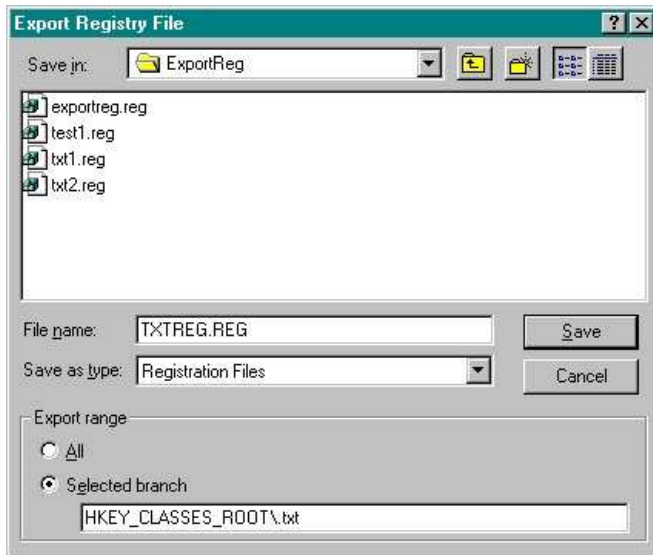 Export Registry File
Save in: ExportReg
exportreg.reg
test1.reg
txt1.reg
txt2.reg
File name: TXTREG.REG Save
Save as type: Registration Files Cancel
Export range
All
Selected branch
HKEY_CLASSES_ROOT\.txt